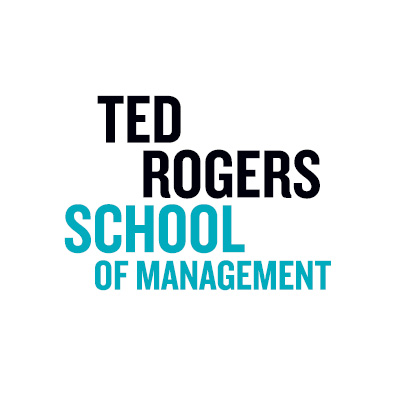 TED
ROGERS
SCHOOL
OF MANAGEMENT